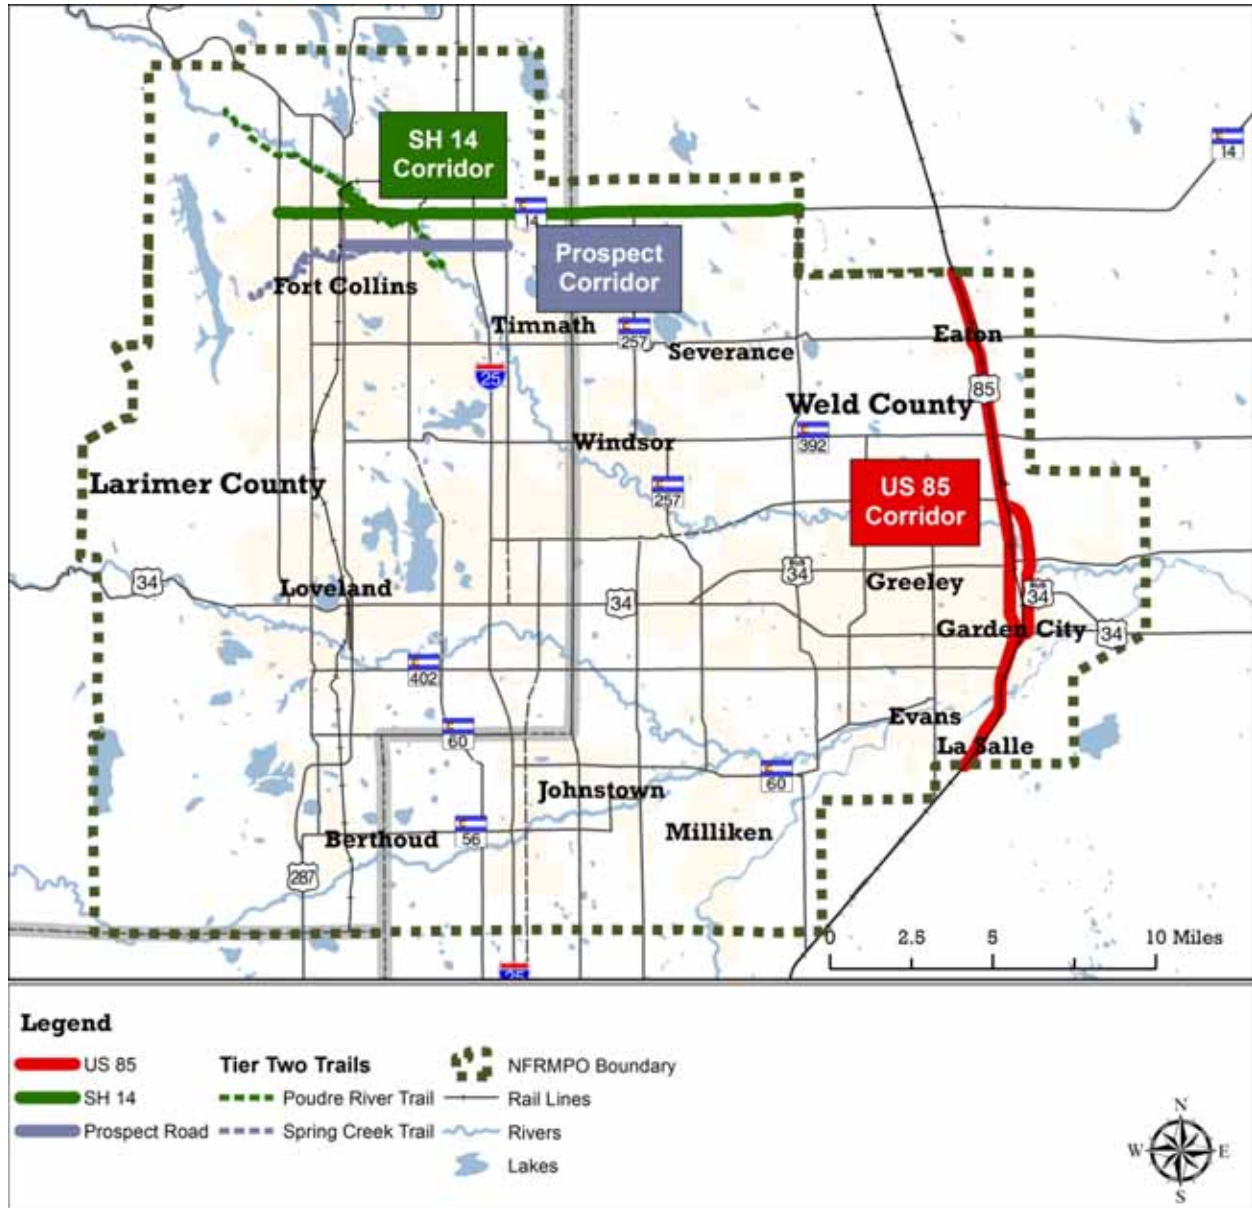 SH 14
Corridor
14
14
Prospect
Corridor
Fort Collins
Timnath
257
Severance
Eaton
25
85
Weld County
Windsor
392
Larimer County
257
US 85
Corridor
34
Loveland
34
34
Greeley
34
Garden City
34
402
Evans
60
La Salle
60
Johnstown
Berthoud
56
Milliken
287
25
0 2.5 5 10 Miles
Legend
US 85
SH 14
Prospect Road
Tier Two Trails
Poudre River Trail
Spring Creek Trail
NFRMPO Boundary
Rail Lines
Rivers
Lakes
N
W E
S